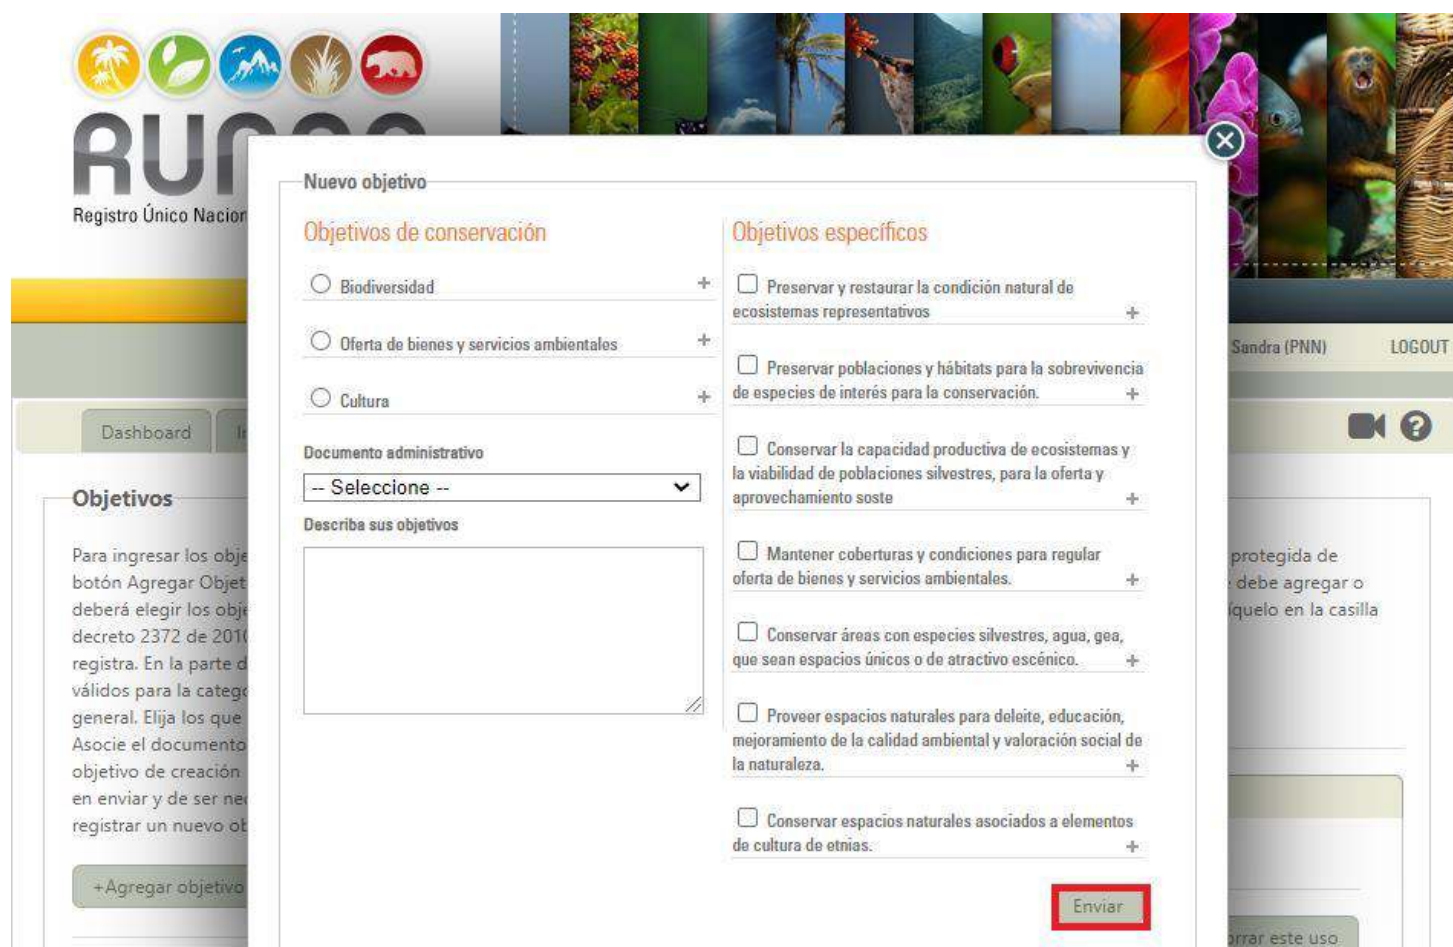 Registro Único Nacion
Sandra (PNN)
LOGOUT
Dashboard
Objetivos
Para ingresar los obje
botón Agregar Objet
deberá elegir los obje
decreto 2372 de 2010
registra. En la parte d
válidos para la catego
general. Elija los que
Asocie el documento
objetivo de creación
en enviar y de ser ne
registrar un nuevo ob
+Agregar objetivo
Nuevo objetivo
Objetivos de conservación
Biodiversidad +
Oferta de bienes y servicios ambientales +
Cultura +
Documento administrativo
-- Seleccione --
Describa sus objetivos
Objetivos específicos
Preservar y restaurar la condición natural de
ecosistemas representativos +
Preservar poblaciones y hábitats para la sobrevivencia
de especies de interés para la conservación. +
Conservar la capacidad productiva de ecosistemas y
la viabilidad de poblaciones silvestres, para la oferta y
aprovechamiento soste +
Mantener coberturas y condiciones para regular
oferta de bienes y servicios ambientales. +
Conservar áreas con especies silvestres, agua, gea,
que sean espacios únicos o de atractivo escénico. +
Proveer espacios naturales para deleite, educación,
mejoramiento de la calidad ambiental y valoración social de
la naturaleza. +
Conservar espacios naturales asociados a elementos
de cultura de etnias. +
Enviar
protegida de
debe agregar o
íquelo en la casilla
rrar este uso